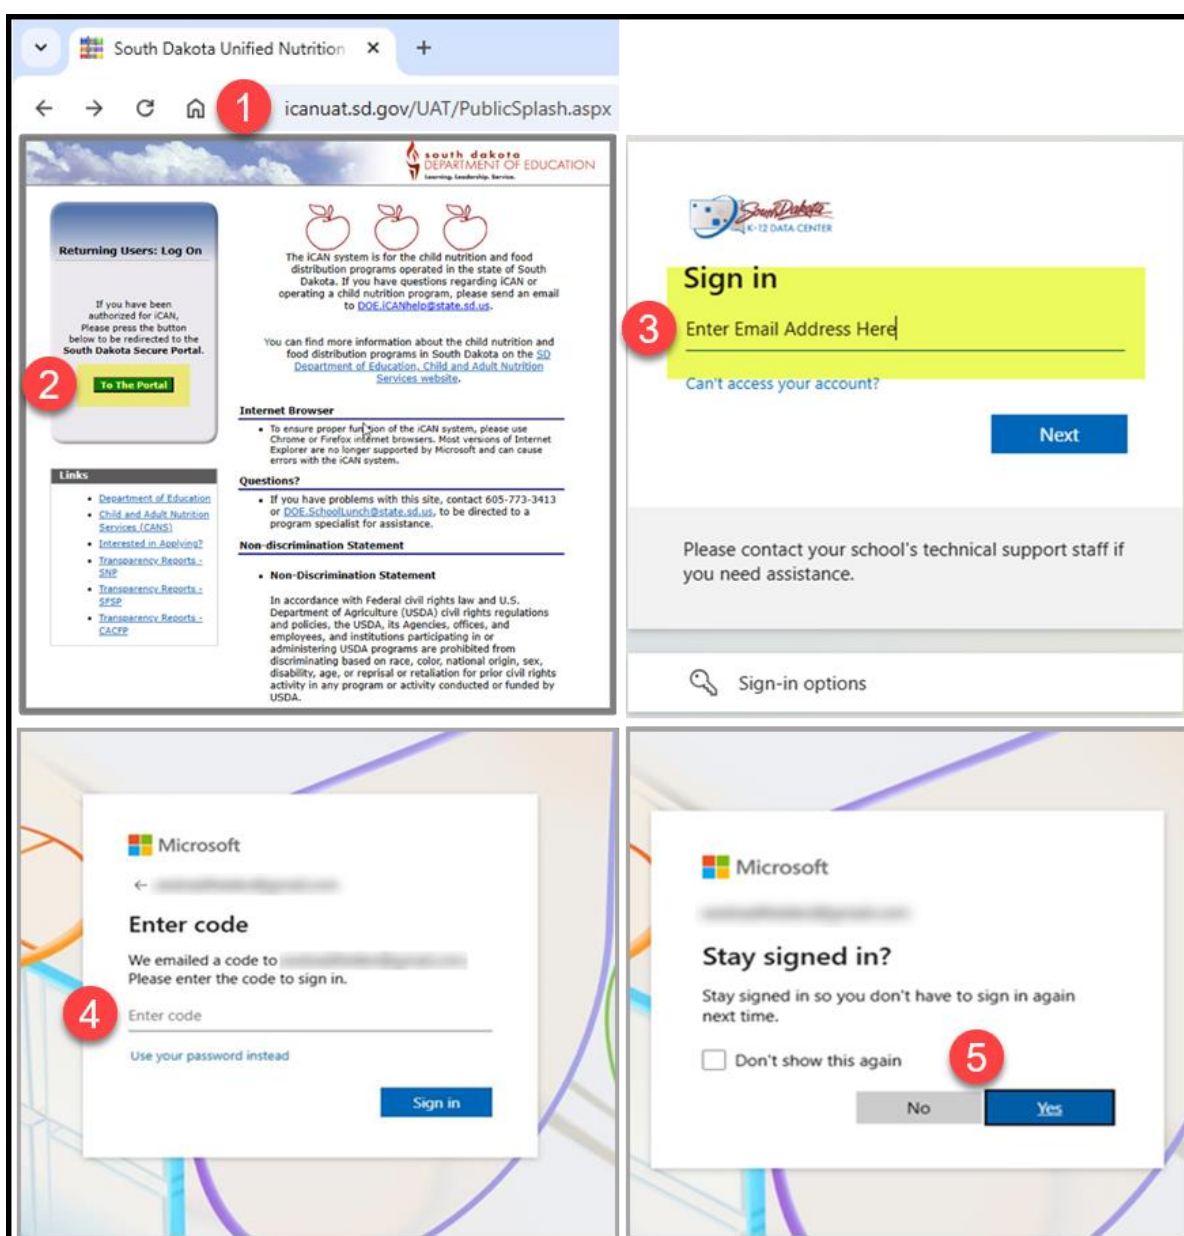 South Dakota Unified Nutrition
1
icanuat.sd.gov/UAT/PublicSplash.aspx
south dakota
DEPARTMENT OF EDUCATION
Learning. Leadership. Service.
Returning Users: Log On
If you have been
authorized for iCAN,
Please press the button
below to be redirected to the
South Dakota Secure Portal.
2
To The Portal
Links
Department of Education
Child and Adult Nutrition
Services (CANS)
Interested in Applying?
Transparency Reports -
SNP
Transparency Reports -
SFSP
Transparency Reports -
CACFP
The iCAN system is for the child nutrition and food
distribution programs operated in the state of South
Dakota. If you have questions regarding iCAN or
operating a child nutrition program, please send an email
to DOE.iCANhelp@state.sd.us.
You can find more information about the child nutrition and
food distribution programs in South Dakota on the SD
Department of Education, Child and Adult Nutrition
Services website.
Internet Browser
To ensure proper function of the iCAN system, please use
Chrome or Firefox internet browsers. Most versions of Internet
Explorer are no longer supported by Microsoft and can cause
errors with the iCAN system.
Questions?
If you have problems with this site, contact 605-773-3413
or DOE.SchoolLunch@state.sd.us, to be directed to a
program specialist for assistance.
Non-discrimination Statement
Non-Discrimination Statement
In accordance with Federal civil rights law and U.S.
Department of Agriculture (USDA) civil rights regulations
and policies, the USDA, its Agencies, offices, and
employees, and institutions participating in or
administering USDA programs are prohibited from
discriminating based on race, color, national origin, sex,
disability, age, or reprisal or retaliation for prior civil rights
activity in any program or activity conducted or funded by
USDA.
South Dakota
K-12 DATA CENTER
Sign in
3
Enter Email Address Here
Can't access your account?
Next
Please contact your school's technical support staff if
you need assistance.
Sign-in options
Microsoft
Enter code
We emailed a code to
Please enter the code to sign in.
4
Enter code
Use your password instead
Sign in
Microsoft
Stay signed in?
Stay signed in so you don't have to sign in again
next time.
Don't show this again
5
No
Yes